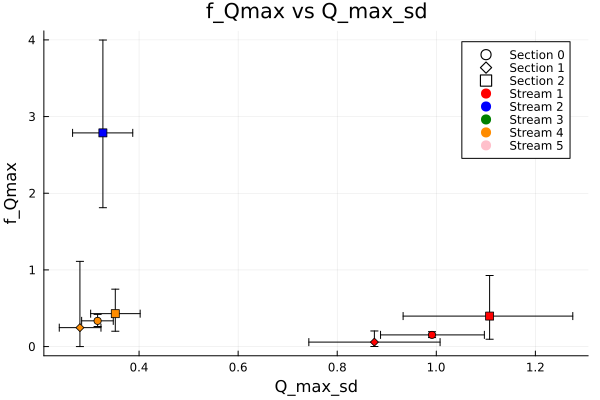 f_Qmax vs Q_max_sd
4
3
2
1
0
f_Qmax
0.4
0.6
0.8
1.0
1.2
Q_max_sd
Section 0
Section 1
Section 2
Stream 1
Stream 2
Stream 3
Stream 4
Stream 5